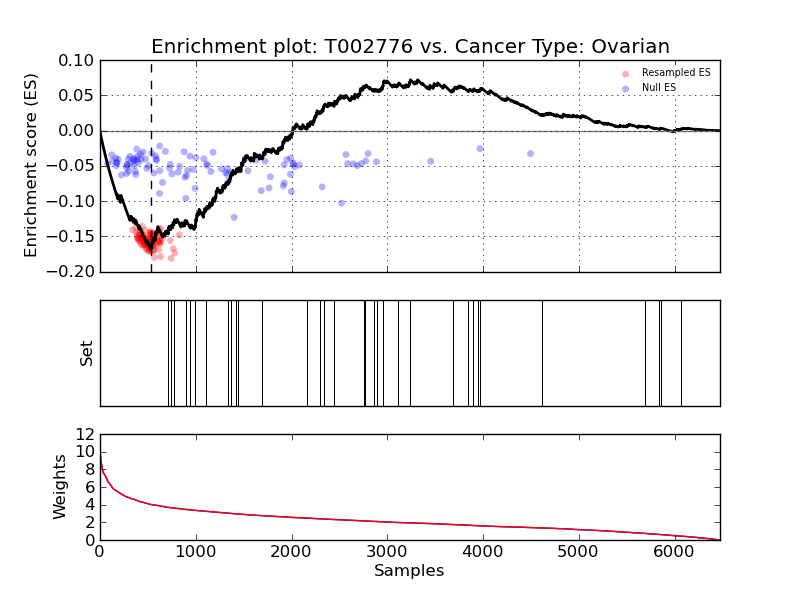 Enrichment plot: T002776 vs. Cancer Type: Ovarian
0.10
0.05
0.00
−0.05
−0.10
−0.15
−0.20
Enrichment score (ES)
Resampled ES
Null ES
Set
12
10
8
6
4
2
0
Weights
0 1000 2000 3000 4000 5000 6000
Samples